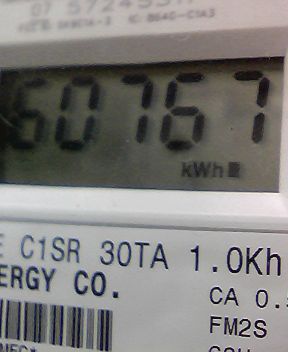 60767
kWh
C1SR 30TA 1.0Kh
ERGY CO.
CA 0.
FM2S